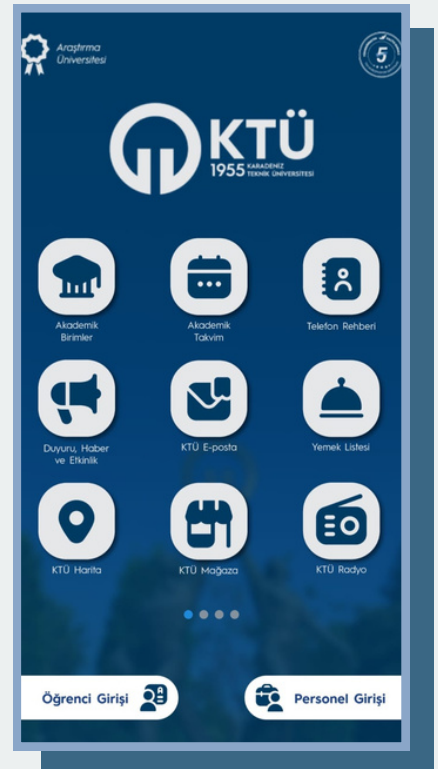 Araştırma
Üniversitesi
5
KTÜ
1955 KARADENİZ
TEKNİK ÜNİVERSİTESİ
Akademik
Birimler
Akademik
Takvim
Telefon Rehberi
Duyuru, Haber
ve Etkinlik
KTÜ E-posta
Yemek Listesi
KTÜ Harita
KTÜ Mağaza
KTÜ Radyo
Öğrenci Girişi
Personel Girişi